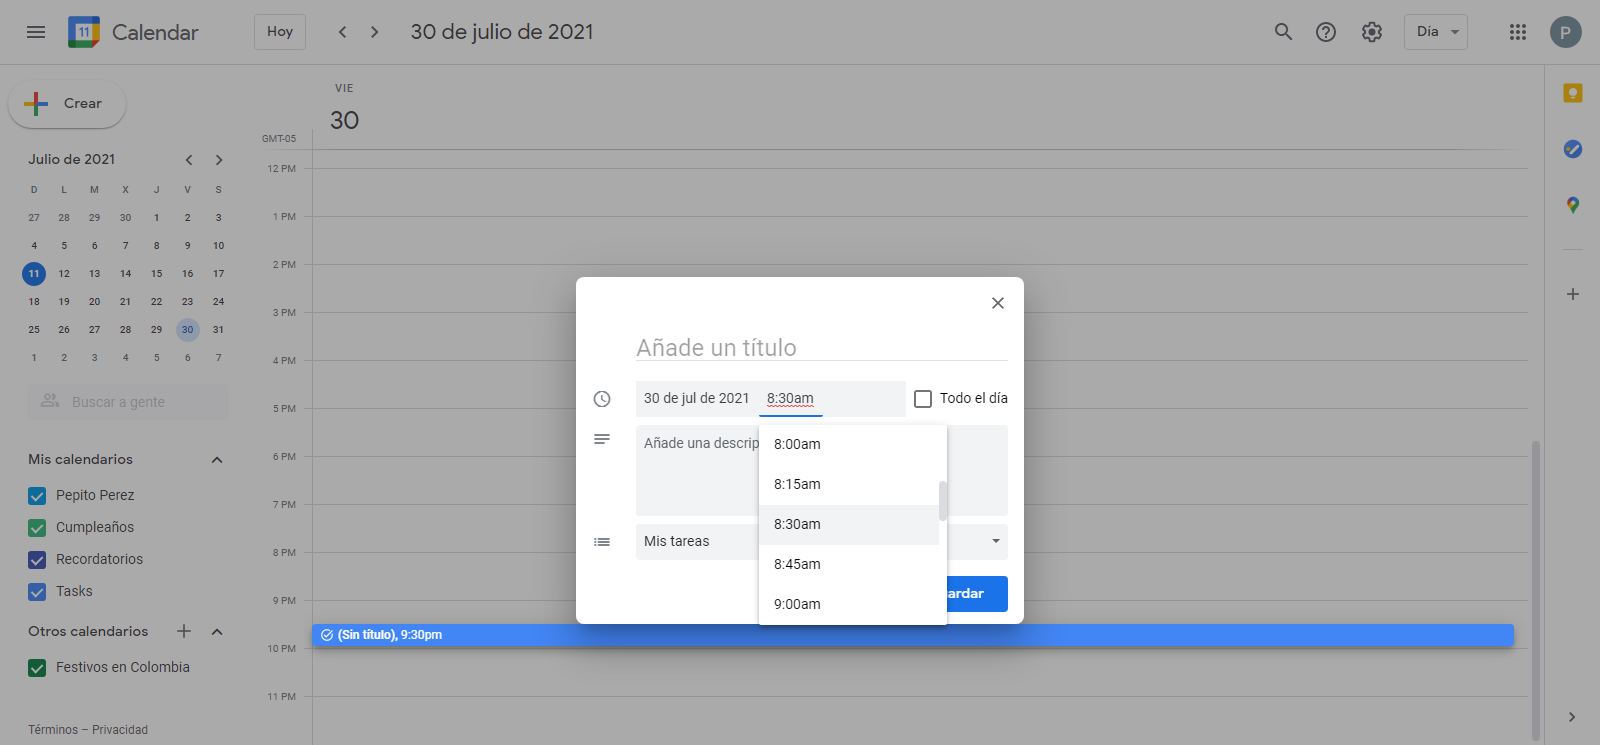 11 Calendar Hoy 30 de julio de 2021 Día P
Crear
VIE
30
GMT-05
Julio de 2021
D L M X J V S
27 28 29 30 1 2 3
4 5 6 7 8 9 10
11 12 13 14 15 16 17
18 19 20 21 22 23 24
25 26 27 28 29 30 31
1 2 3 4 5 6 7
Buscar a gente
Mis calendarios
Pepito Perez
Cumpleaños
Recordatorios
Tasks
Otros calendarios
Festivos en Colombia
Términos – Privacidad
12 PM
1 PM
2 PM
3 PM
4 PM
5 PM
6 PM
7 PM
8 PM
9 PM
10 PM
11 PM
Añade un título
30 de jul de 2021 8:30am Todo el día
Añade una descrip
8:00am
8:15am
8:30am
8:45am
9:00am
Mis tareas
ardar
(Sin título), 9:30pm